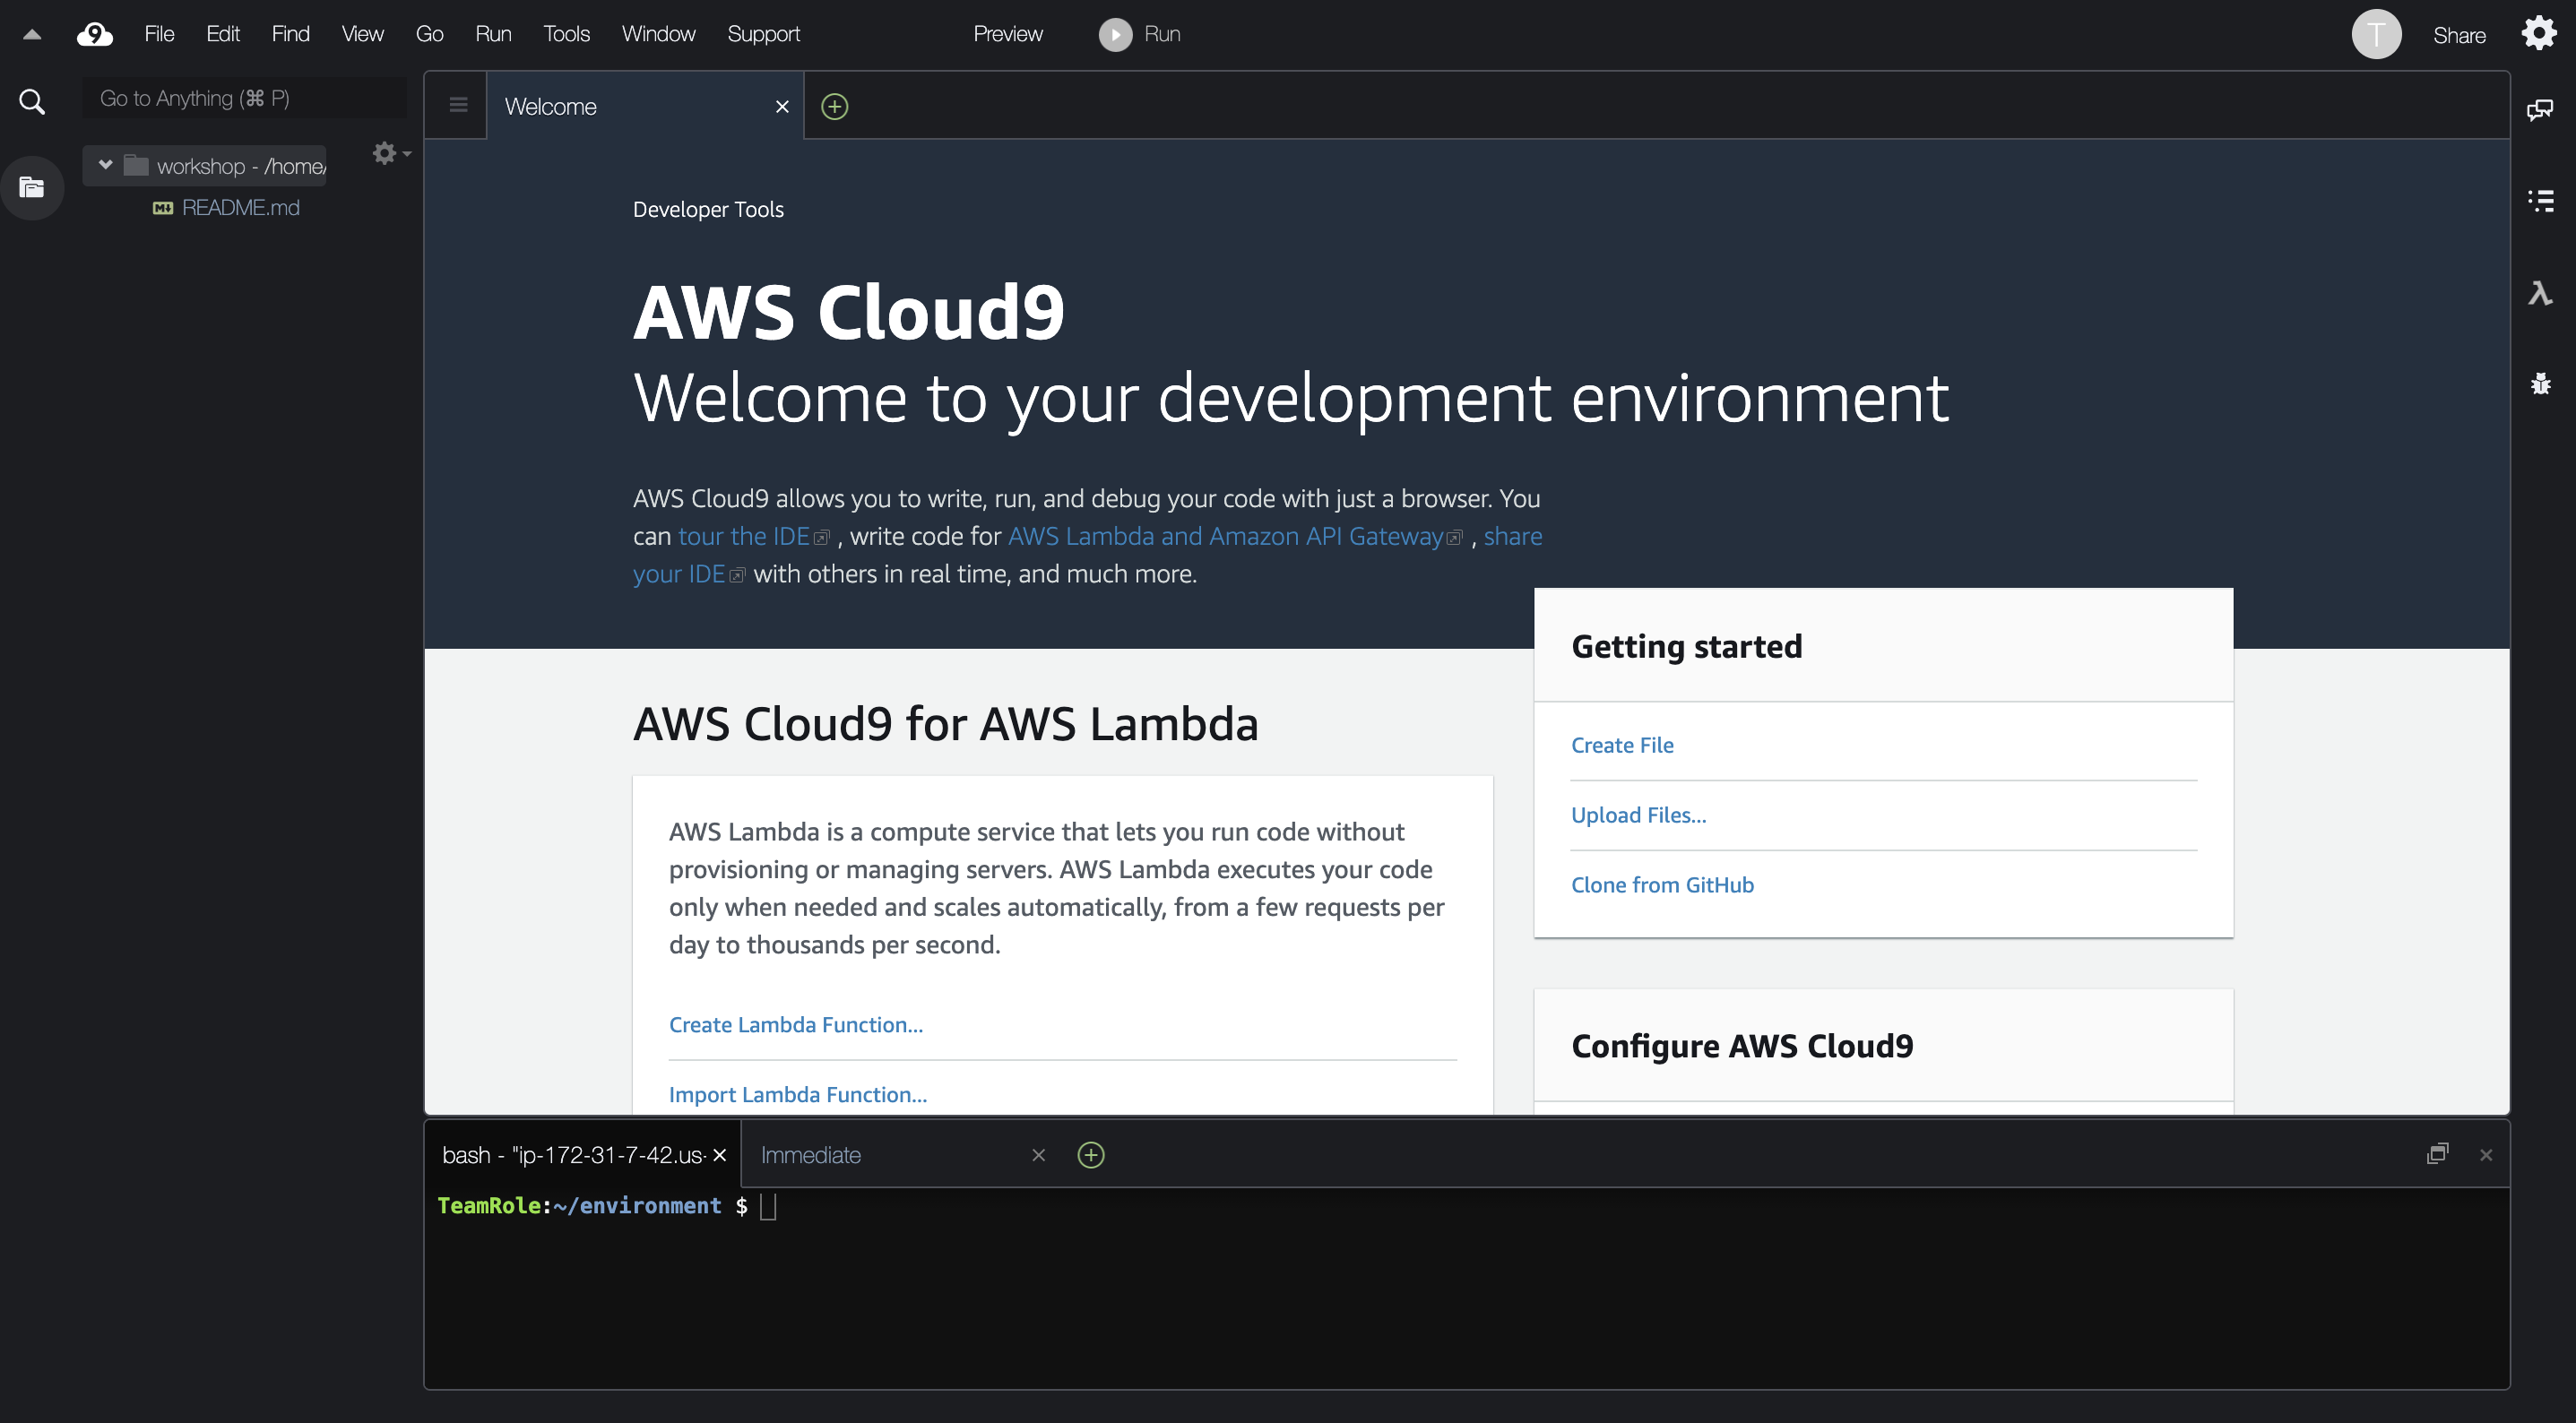 9 File Edit Find View Go Run Tools Window Support Preview Run T Share
Go to Anything (⌘ P)
workshop - /home/
README.md
Welcome
Developer Tools
AWS Cloud9
Welcome to your development environment
AWS Cloud9 allows you to write, run, and debug your code with just a browser. You
can tour the IDE , write code for AWS Lambda and Amazon API Gateway , share
your IDE with others in real time, and much more.
AWS Cloud9 for AWS Lambda
AWS Lambda is a compute service that lets you run code without
provisioning or managing servers. AWS Lambda executes your code
only when needed and scales automatically, from a few requests per
day to thousands per second.
Create Lambda Function...
Import Lambda Function...
Getting started
Create File
Upload Files...
Clone from GitHub
Configure AWS Cloud9
bash - "ip-172-31-7-42.us- Immediate
TeamRole:~/environment $